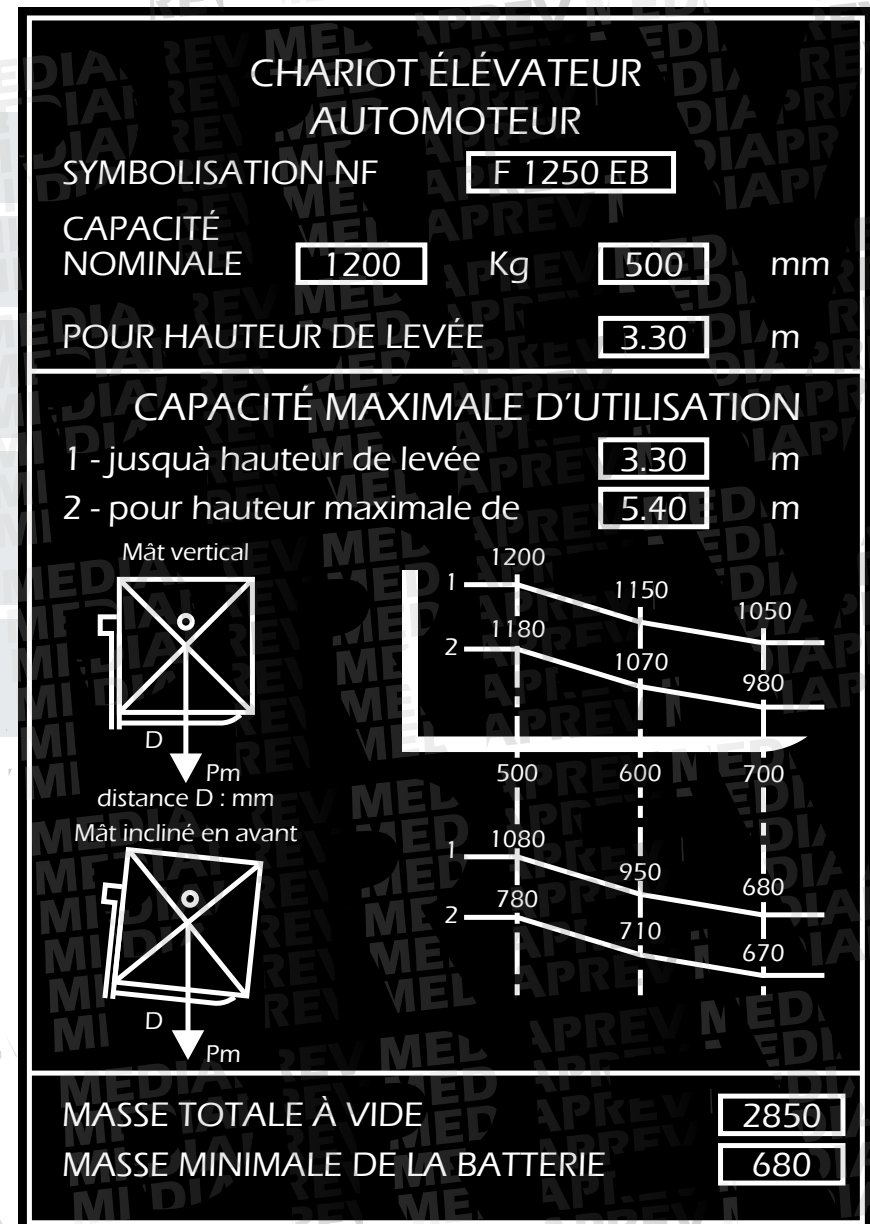 CHARIOT ÉLÉVATEUR
AUTOMOTEUR
SYMBOLISATION NF F 1250 EB
CAPACITÉ
NOMINALE 1200 Kg 500 mm
POUR HAUTEUR DE LEVÉE 3.30 m
CAPACITÉ MAXIMALE D'UTILISATION
1 - jusquà hauteur de levée 3.30 m
2 - pour hauteur maximale de 5.40 m
Mât vertical
D
Pm
distance D : mm
1200
1 1150
1050
1180
2 1070
980
500 600 700
Mât incliné en avant
D
Pm
1080
1 950
680
780
2 710
670
MASSE TOTALE À VIDE 2850
MASSE MINIMALE DE LA BATTERIE 680